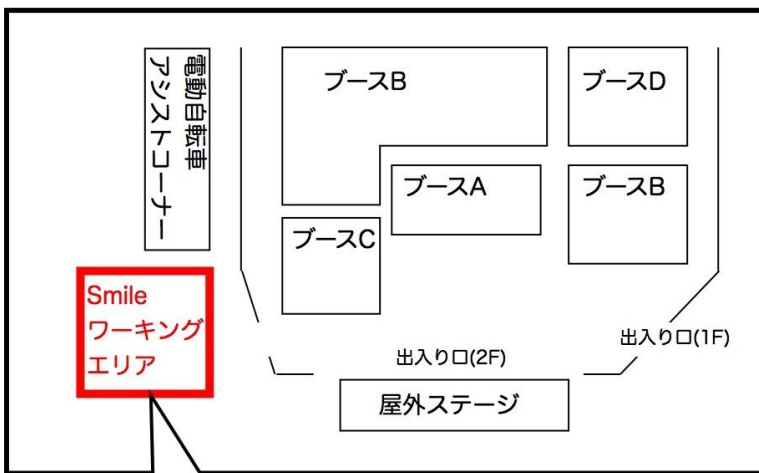 電動自転車
アシストコーナー
ブースB
ブースD
ブースA
ブースB
ブースC
Smile
ワーキング
エリア
出入り口(1F)
出入り口(2F)
屋外ステージ